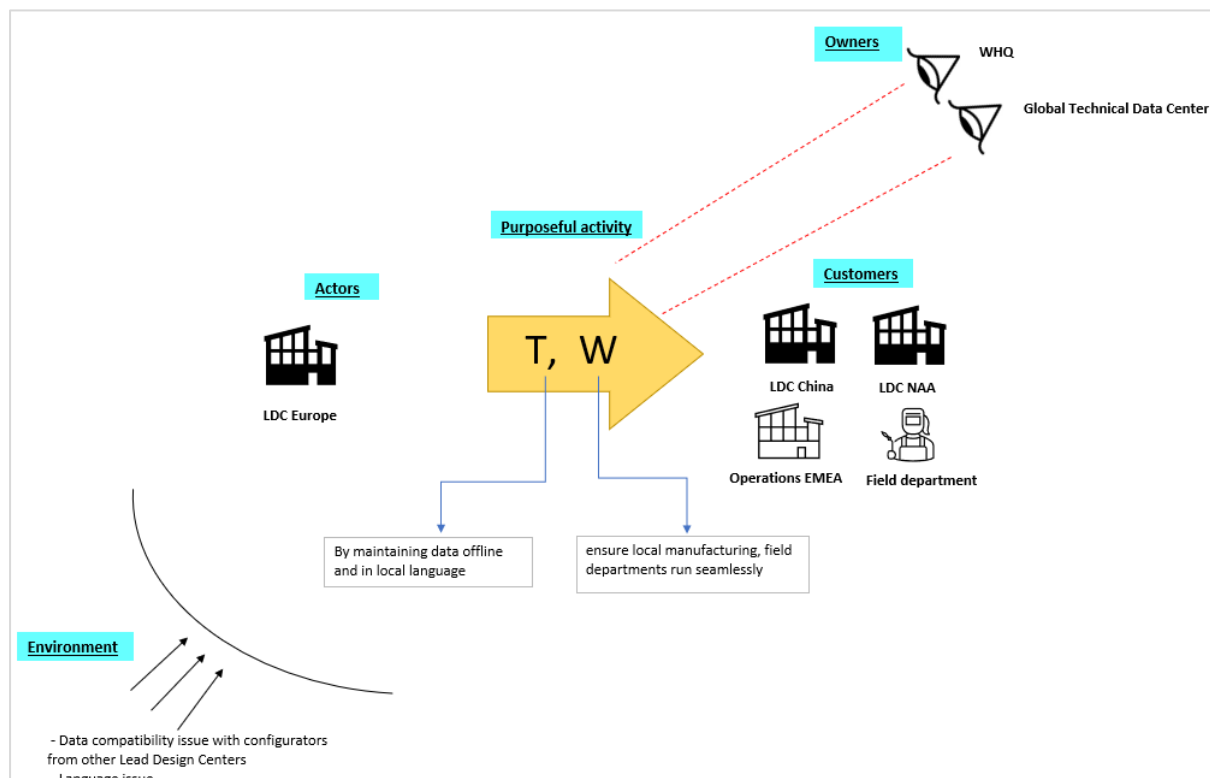 Owners
WHQ
Global Technical Data Center
Purposeful activity
Actors
Customers
T, W
LDC Europe
LDC China
LDC NAA
Operations EMEA
Field department
By maintaining data offline
and in local language
ensure local manufacturing, field
departments run seamlessly
Environment
- Data compatibility issue with configurators
from other Lead Design Centers
- Language issue